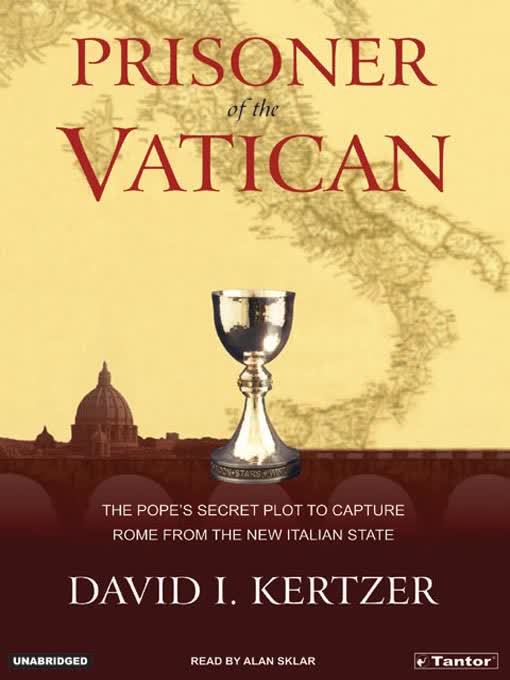 PRISONER
of the
VATICAN
THE POPE'S SECRET PLOT TO CAPTURE
ROME FROM THE NEW ITALIAN STATE
DAVID I. KERTZER
UNABRIDGED
READ BY ALAN SKLAR
Tantor